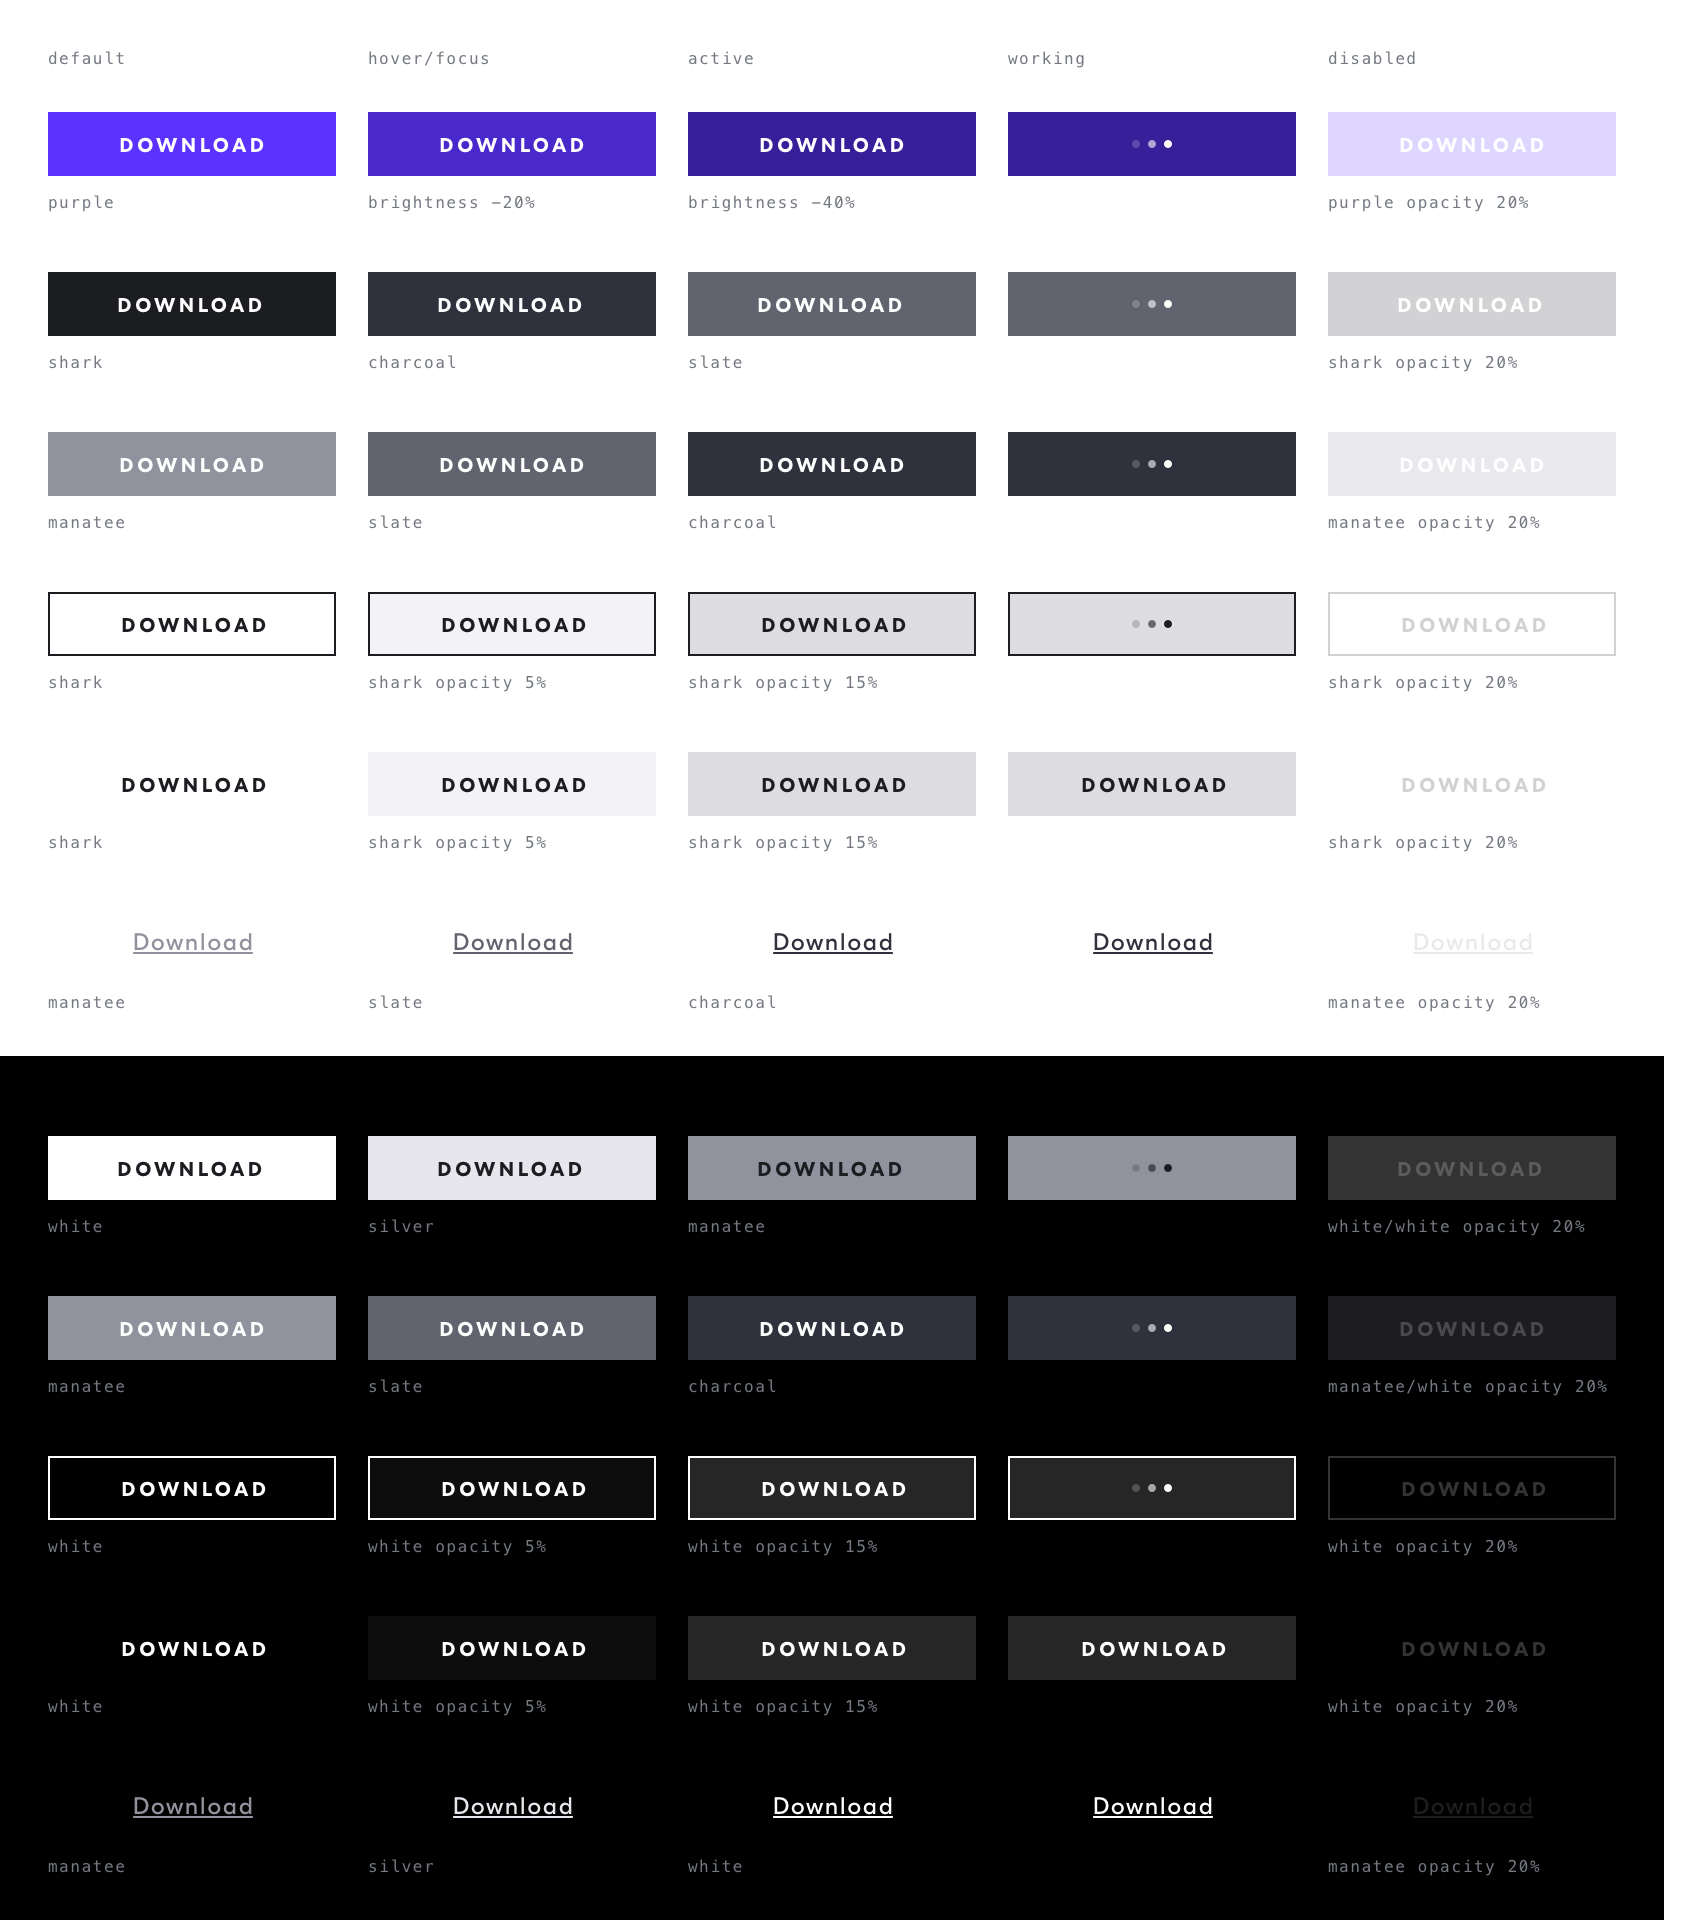 default hover/focus active working disabled
DOWNLOAD DOWNLOAD DOWNLOAD DOWNLOAD
purple brightness −20% brightness −40% purple opacity 20%
DOWNLOAD DOWNLOAD DOWNLOAD DOWNLOAD
shark charcoal slate shark opacity 20%
DOWNLOAD DOWNLOAD DOWNLOAD DOWNLOAD
manatee slate charcoal manatee opacity 20%
DOWNLOAD DOWNLOAD DOWNLOAD DOWNLOAD
shark shark opacity 5% shark opacity 15% shark opacity 20%
DOWNLOAD DOWNLOAD DOWNLOAD DOWNLOAD DOWNLOAD
shark shark opacity 5% shark opacity 15% shark opacity 20%
Download Download Download Download Download
manatee slate charcoal manatee opacity 20%
DOWNLOAD DOWNLOAD DOWNLOAD DOWNLOAD
white silver manatee white/white opacity 20%
DOWNLOAD DOWNLOAD DOWNLOAD DOWNLOAD
manatee slate charcoal manatee/white opacity 20%
DOWNLOAD DOWNLOAD DOWNLOAD DOWNLOAD
white white opacity 5% white opacity 15% white opacity 20%
DOWNLOAD DOWNLOAD DOWNLOAD DOWNLOAD DOWNLOAD
white white opacity 5% white opacity 15% white opacity 20%
Download Download Download Download Download
manatee silver white manatee opacity 20%